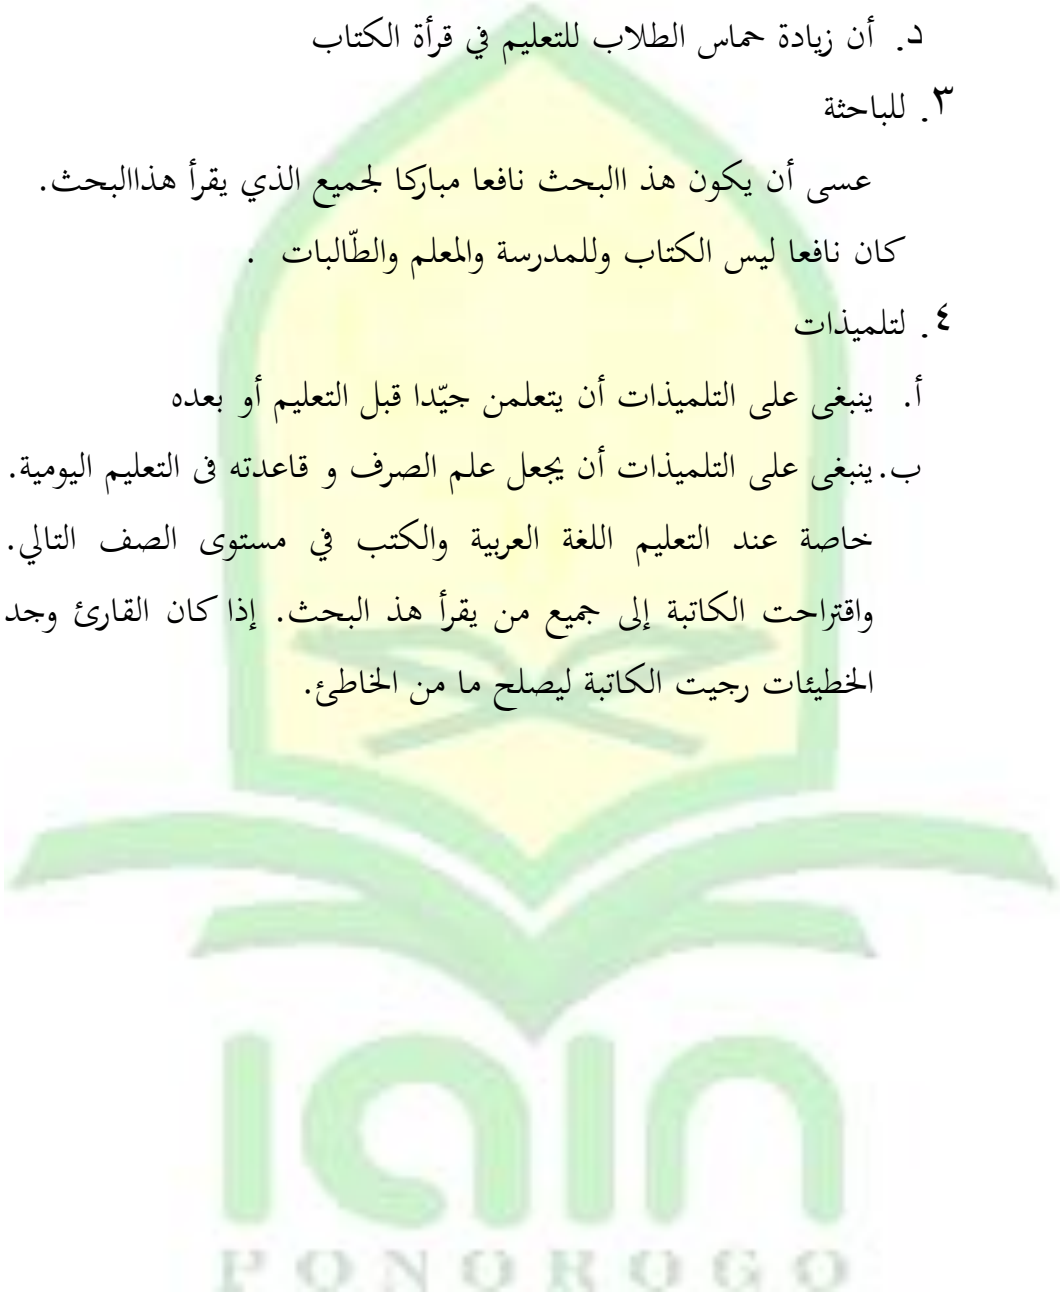 د. أن زيادة حماس الطلاب للتعليم في قرأة الكتاب
٣. للباحثة
عسى أن يكون هذ االبحث نافعا مباركا لجميع الذي يقرأ هذاالبحث.
كان نافعا ليس الكتاب وللمدرسة والمعلم والطّالبات .
٤. لتلميذات
أ. ينبغى على التلميذات أن يتعلمن جيّدا قبل التعليم أو بعده
ب. ينبغى على التلميذات أن يجعل علم الصرف و قاعدته فى التعليم اليومية.
خاصة عند التعليم اللغة العربية والكتب في مستوى الصف التالي.
واقتراحت الكاتبة إلى جميع من يقرأ هذ البحث. إذا كان القارئ وجد
الخطيئات رجيت الكاتبة ليصلح ما من الخاطئ.
iain
PONOROGO